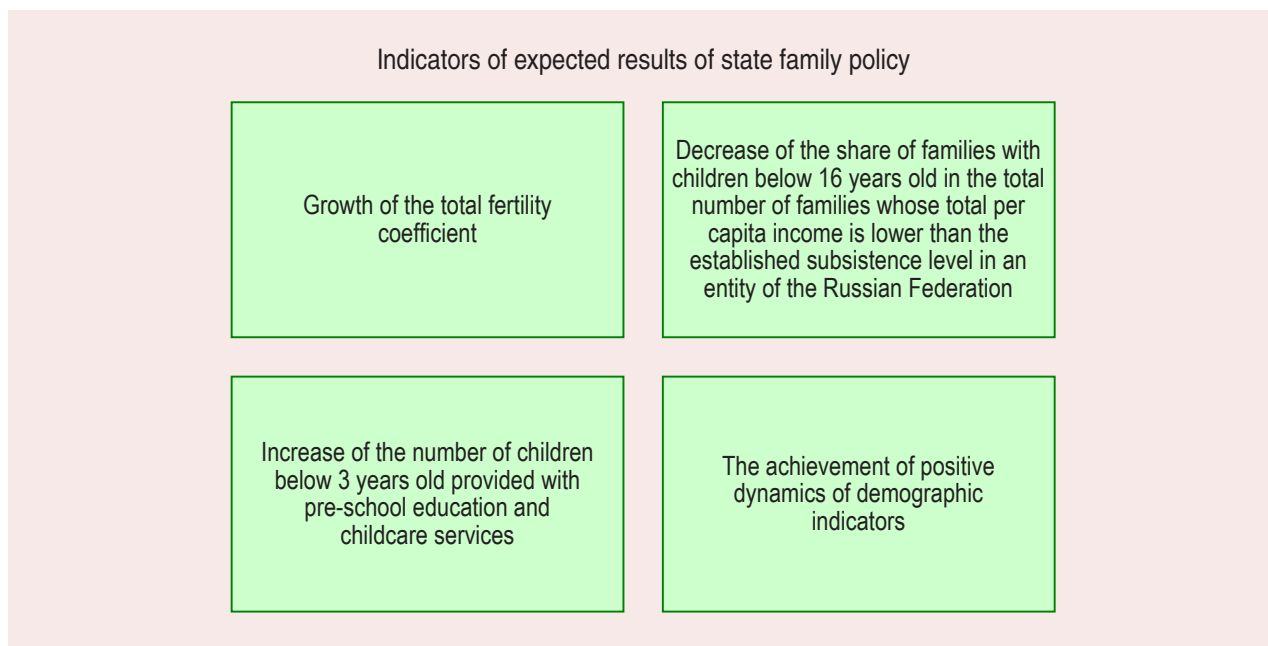 Indicators of expected results of state family policy
Growth of the total fertility
coefficient
Decrease of the share of families with
children below 16 years old in the total
number of families whose total per
capita income is lower than the
established subsistence level in an
entity of the Russian Federation
Increase of the number of children
below 3 years old provided with
pre-school education and
childcare services
The achievement of positive
dynamics of demographic
indicators